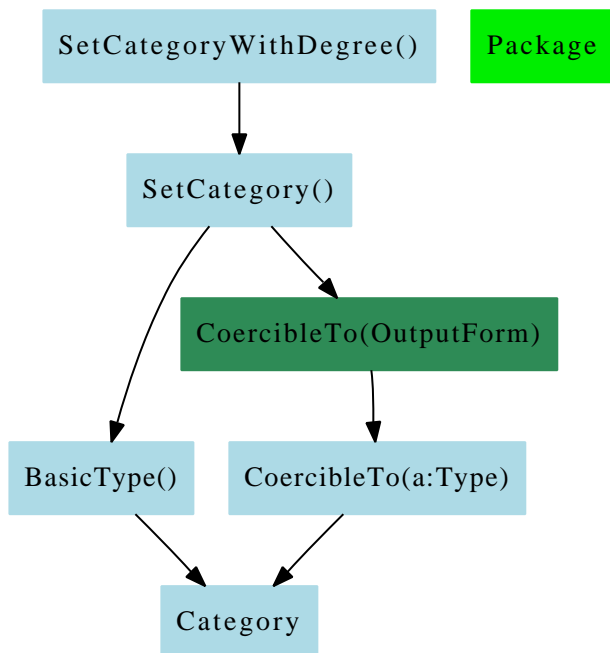 SetCategoryWithDegree()
Package
SetCategory()
CoercibleTo(OutputForm)
BasicType()
CoercibleTo(a:Type)
Category